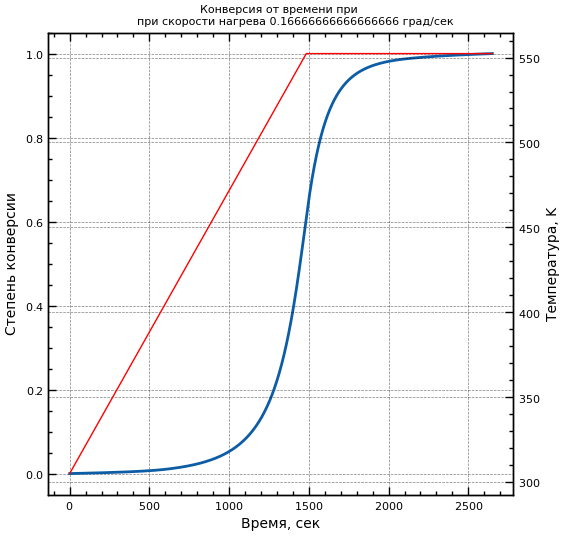 Конверсия от времени при
при скорости нагрева 0.16666666666666666 град/сек
1.0
0.8
0.6
0.4
0.2
0.0
Степень конверсии
550
500
450
400
350
300
Температура, K
0 500 1000 1500 2000 2500
Время, сек